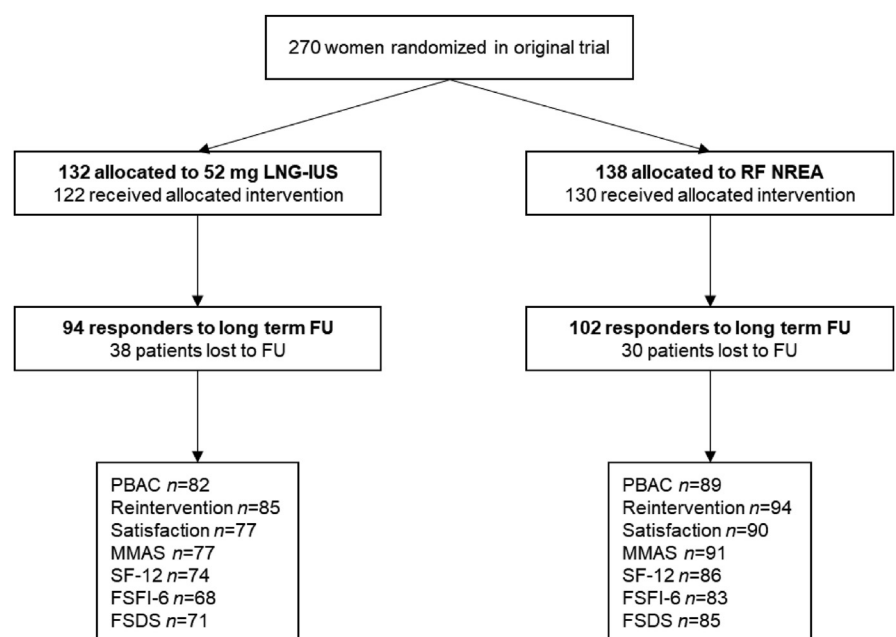 270 women randomized in original trial
132 allocated to 52 mg LNG-IUS
122 received allocated intervention
138 allocated to RF NREA
130 received allocated intervention
94 responders to long term FU
38 patients lost to FU
102 responders to long term FU
30 patients lost to FU
PBAC n=82
Reintervention n=85
Satisfaction n=77
MMAS n=77
SF-12 n=74
FSFI-6 n=68
FSDS n=71
PBAC n=89
Reintervention n=94
Satisfaction n=90
MMAS n=91
SF-12 n=86
FSFI-6 n=83
FSDS n=85